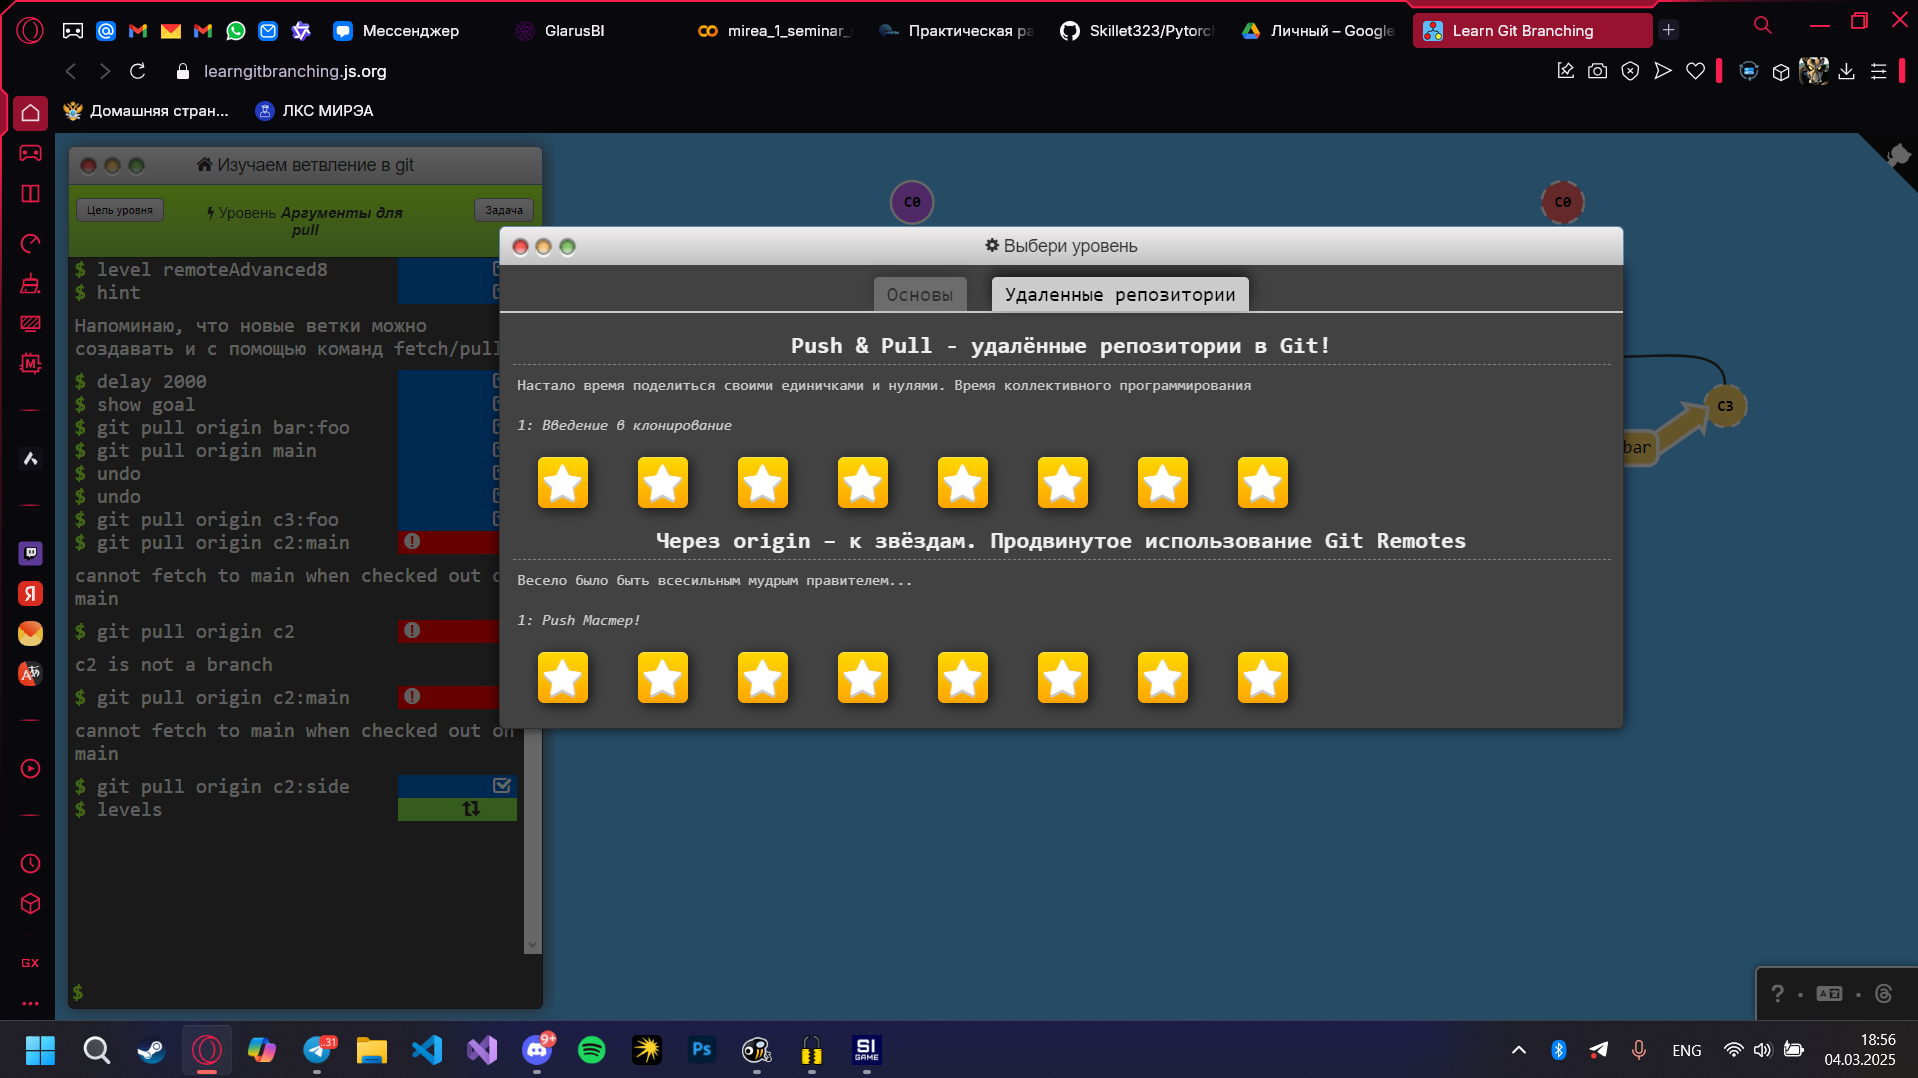 Мессенджер
GlarusBI
mirea_1_seminar_
Практическая ра
Skillet323/Pytorc
Личный – Google
Learn Git Branching
learngitbranching.js.org
Домашняя стран...
ЛКС МИРЭА
Изучаем ветвление в git
Цель уровня
Уровень Аргументы для
pull
Задача
$ level remoteAdvanced8
$ hint
Напоминаю, что новые ветки можно
создавать и с помощью команд fetch/pull
$ delay 2000
$ show goal
$ git pull origin bar:foo
$ git pull origin main
$ undo
$ undo
$ git pull origin c3:foo
$ git pull origin c2:main
cannot fetch to main when checked out o
main
$ git pull origin c2
c2 is not a branch
$ git pull origin c2:main
cannot fetch to main when checked out on
main
$ git pull origin c2:side
$ levels
$
C0
C0
C3
bar
Выбери уровень
Основы
Удаленные репозитории
Push & Pull - удалённые репозитории в Git!
Настало время поделиться своими единичками и нулями. Время коллективного программирования
1: Введение в клонирование
Через origin – к звёздам. Продвинутое использование Git Remotes
Весело было быть всесильным мудрым правителем...
1: Push Мастер!
GX
Я
M
?
31
9+
Ps
SI
GAME
ENG
18:56
04.03.2025